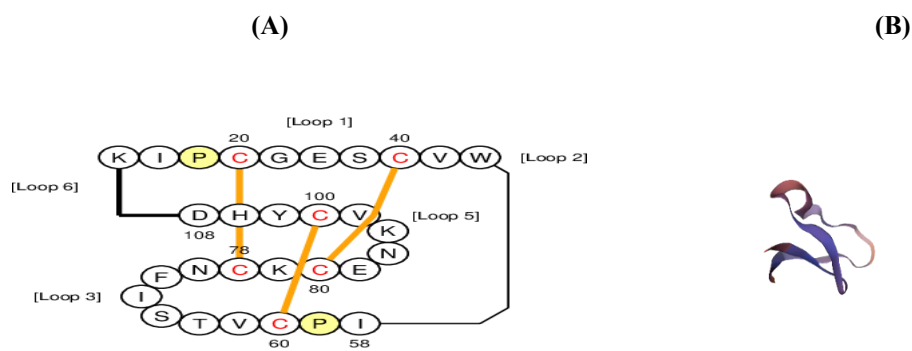 (A) (B)
[Loop 1]
20 40
K I P C G E S C V W [Loop 2]
[Loop 6]
100
D H Y C V [Loop 5]
K
108 78
N
F N C K C E
80
[Loop 3] I
S T V C P I
60 58